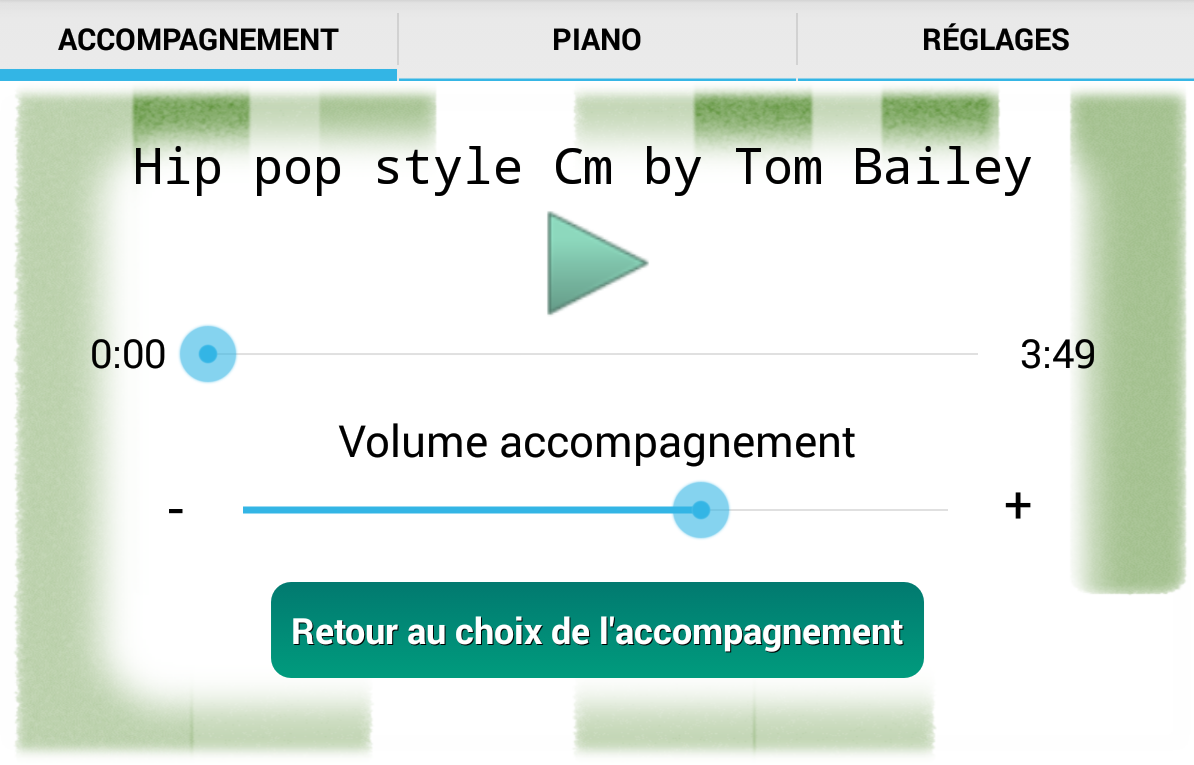 ACCOMPAGNEMENT PIANO RÉGLAGES
Hip pop style Cm by Tom Bailey
0:00 3:49
Volume accompagnement
- +
Retour au choix de l'accompagnement